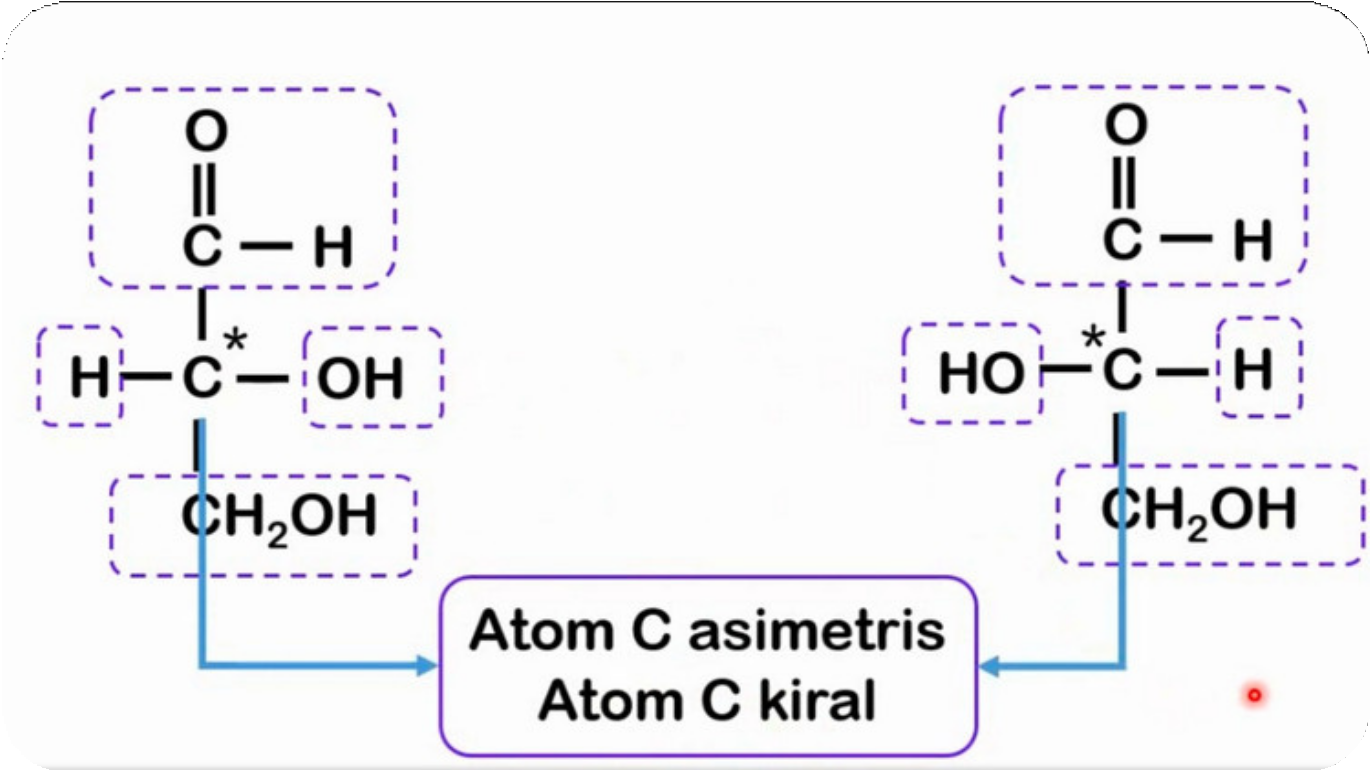 O
C — H
H — C* — OH
CH₂OH
O
C — H
HO — *C — H
CH₂OH
Atom C asimetris
Atom C kiral